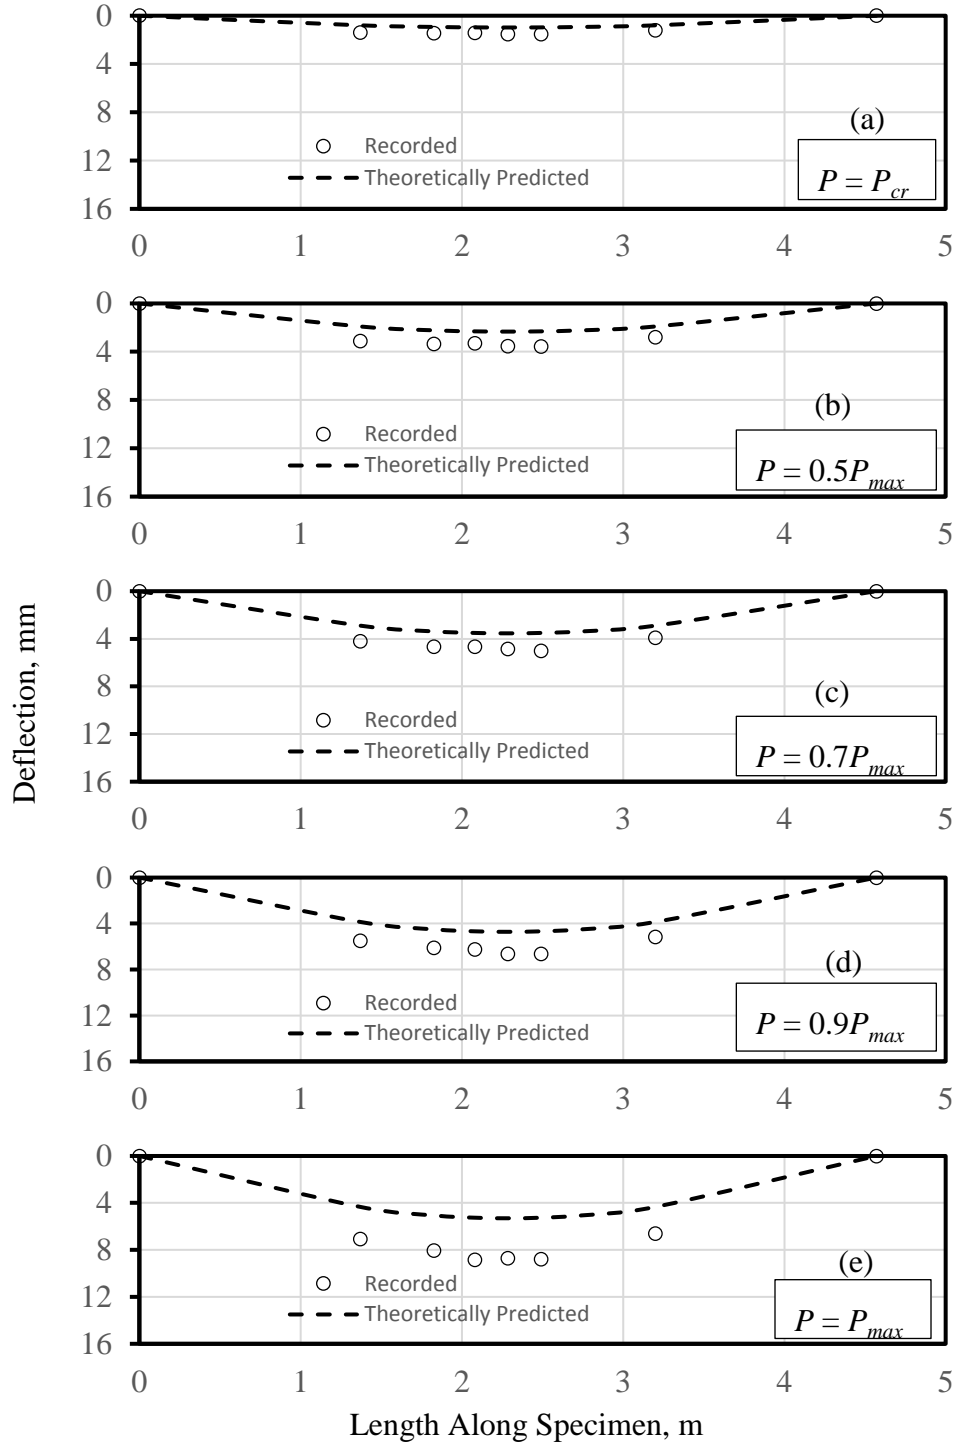 0
4
8
12
16
(a)
Recorded
Theoretically Predicted
P = Pcr
0 1 2 3 4 5
0
4
8
12
16
(b)
Recorded
Theoretically Predicted
P = 0.5Pmax
0 1 2 3 4 5
Deflection, mm
0
4
8
12
16
(c)
Recorded
Theoretically Predicted
P = 0.7Pmax
0 1 2 3 4 5
0
4
8
12
16
(d)
Recorded
Theoretically Predicted
P = 0.9Pmax
0 1 2 3 4 5
0
4
8
12
16
(e)
Recorded
Theoretically Predicted
P = Pmax
0 1 2 3 4 5
Length Along Specimen, m